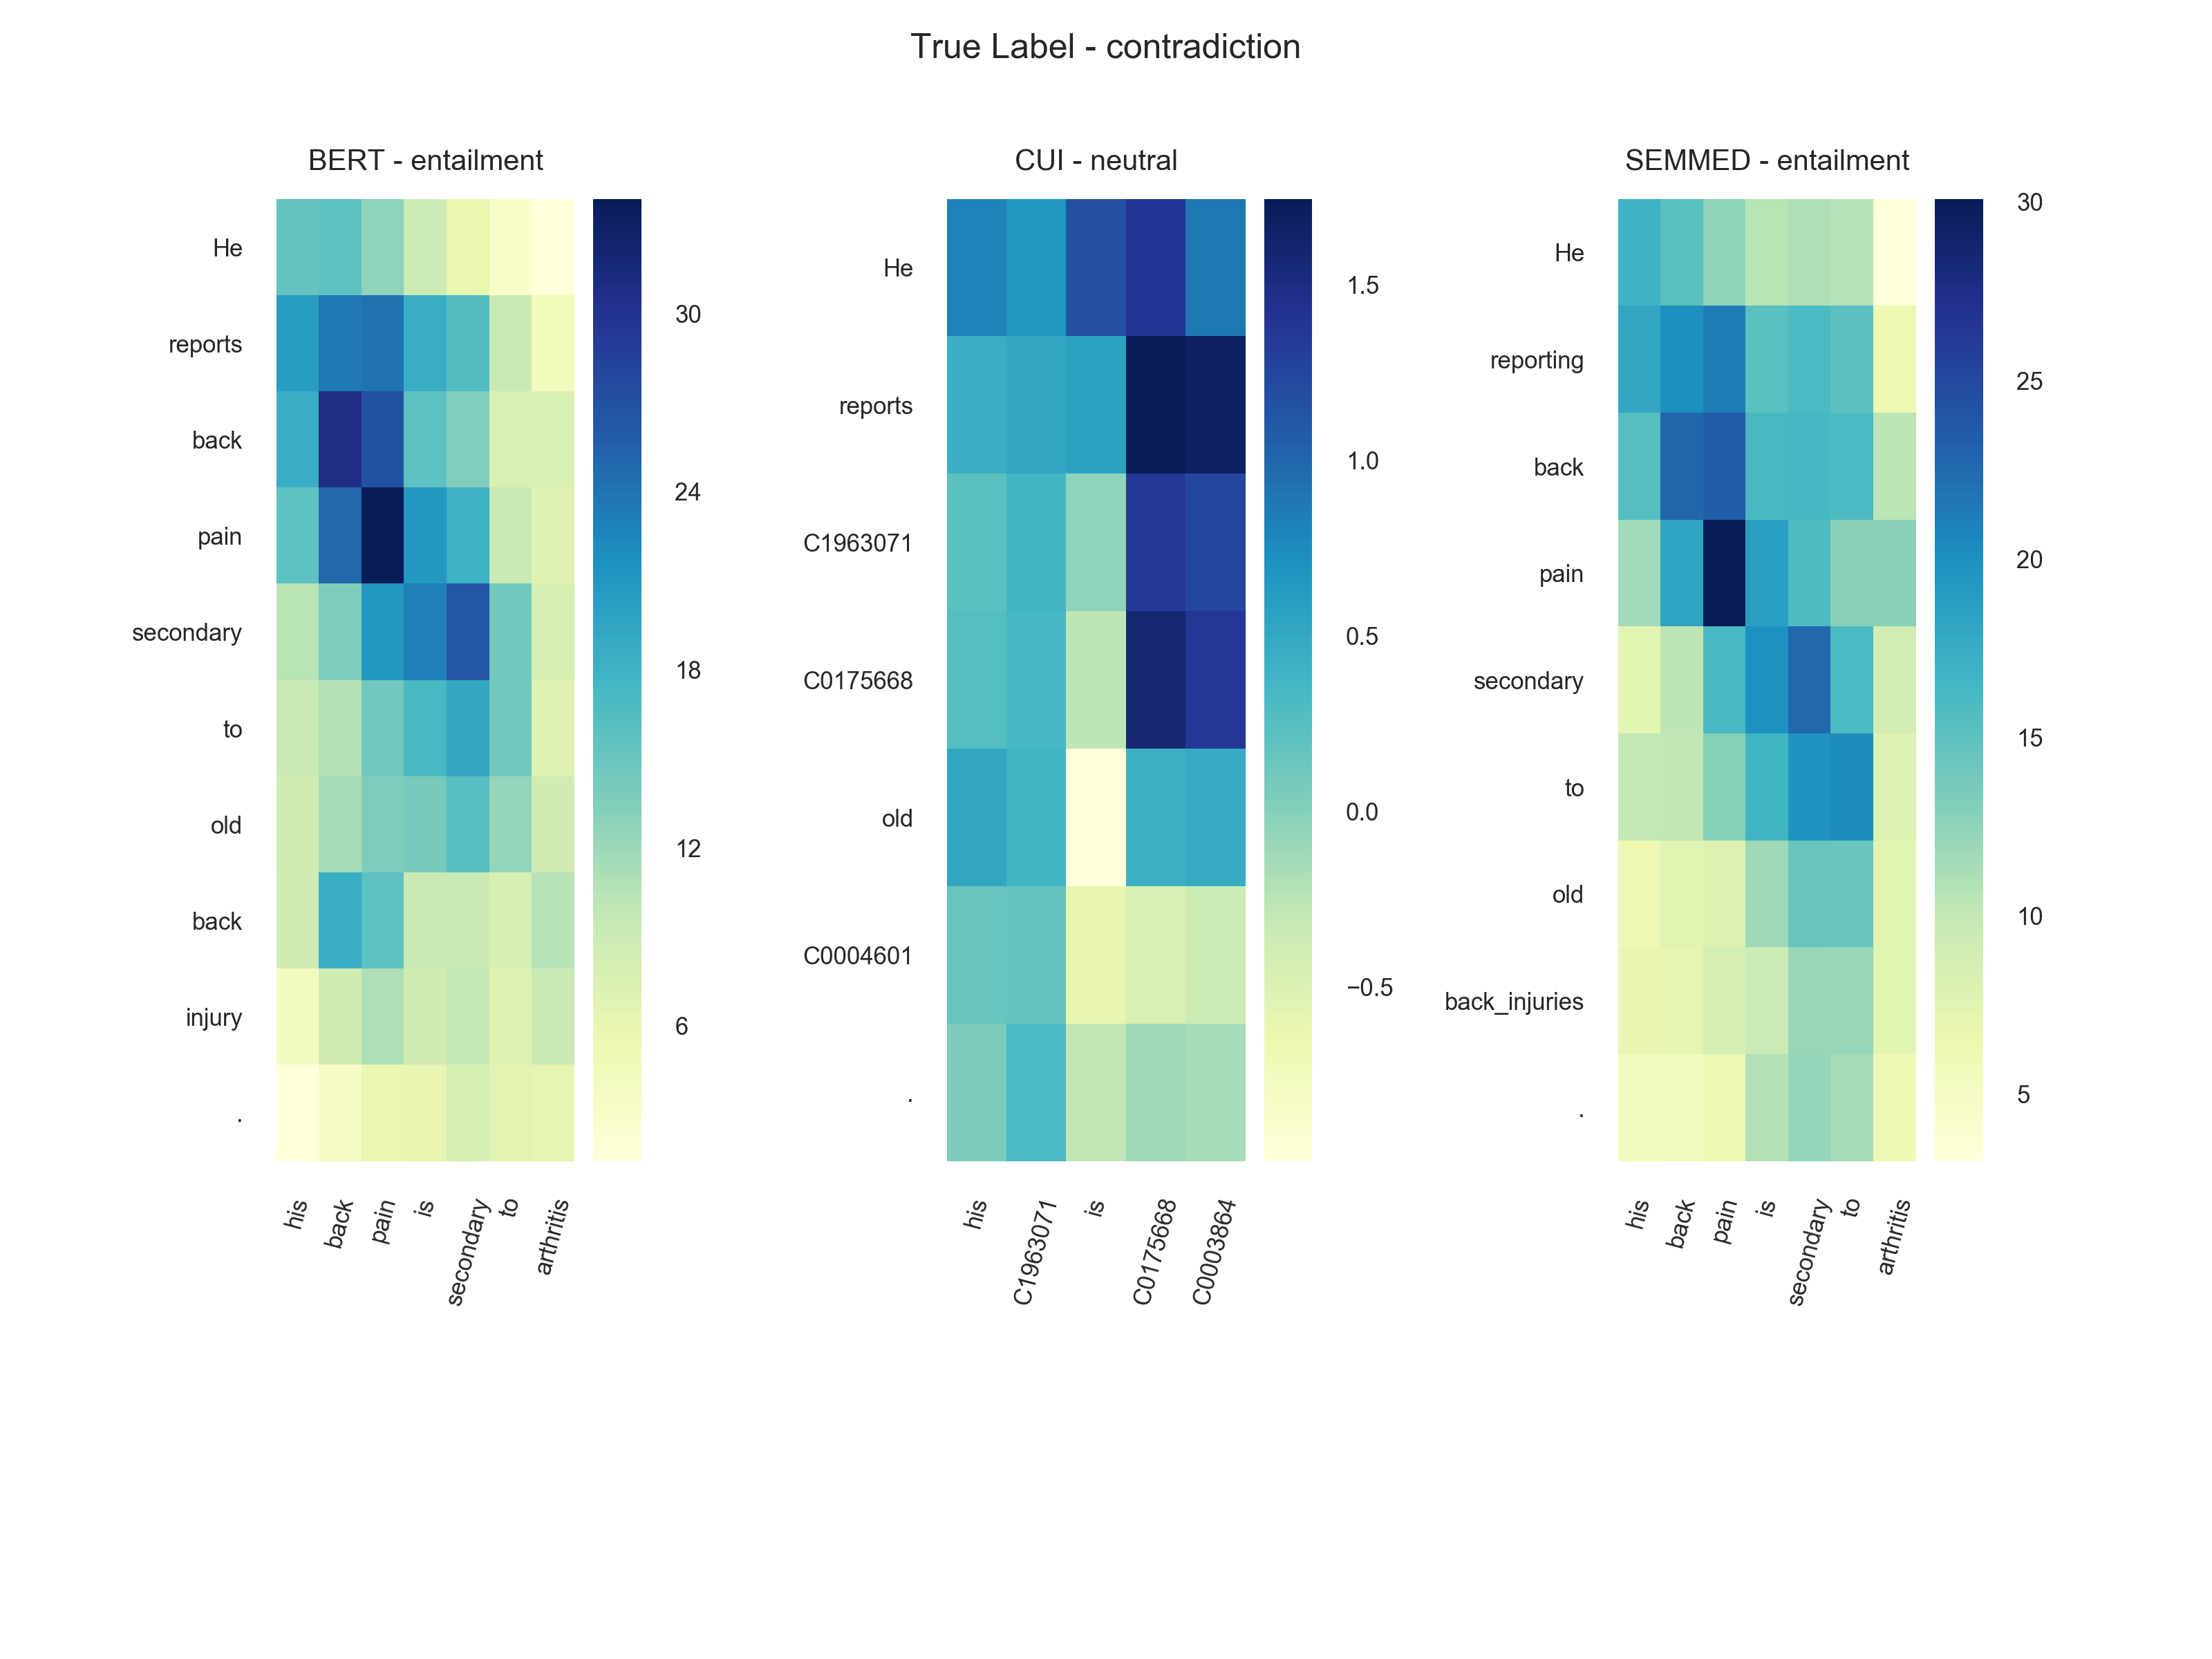 True Label - contradiction
BERT - entailment
He
reports
back
pain
secondary
to
old
back
injury
.
his
back
pain
is
secondary
to
arthritis
30
24
18
12
6
CUI - neutral
He
reports
C1963071
C0175668
old
C0004601
.
his
C1963071
is
C0175668
C0003864
1.5
1.0
0.5
0.0
−0.5
SEMMED - entailment
He
reporting
back
pain
secondary
to
old
back_injuries
.
his
back
pain
is
secondary
to
arthritis
30
25
20
15
10
5